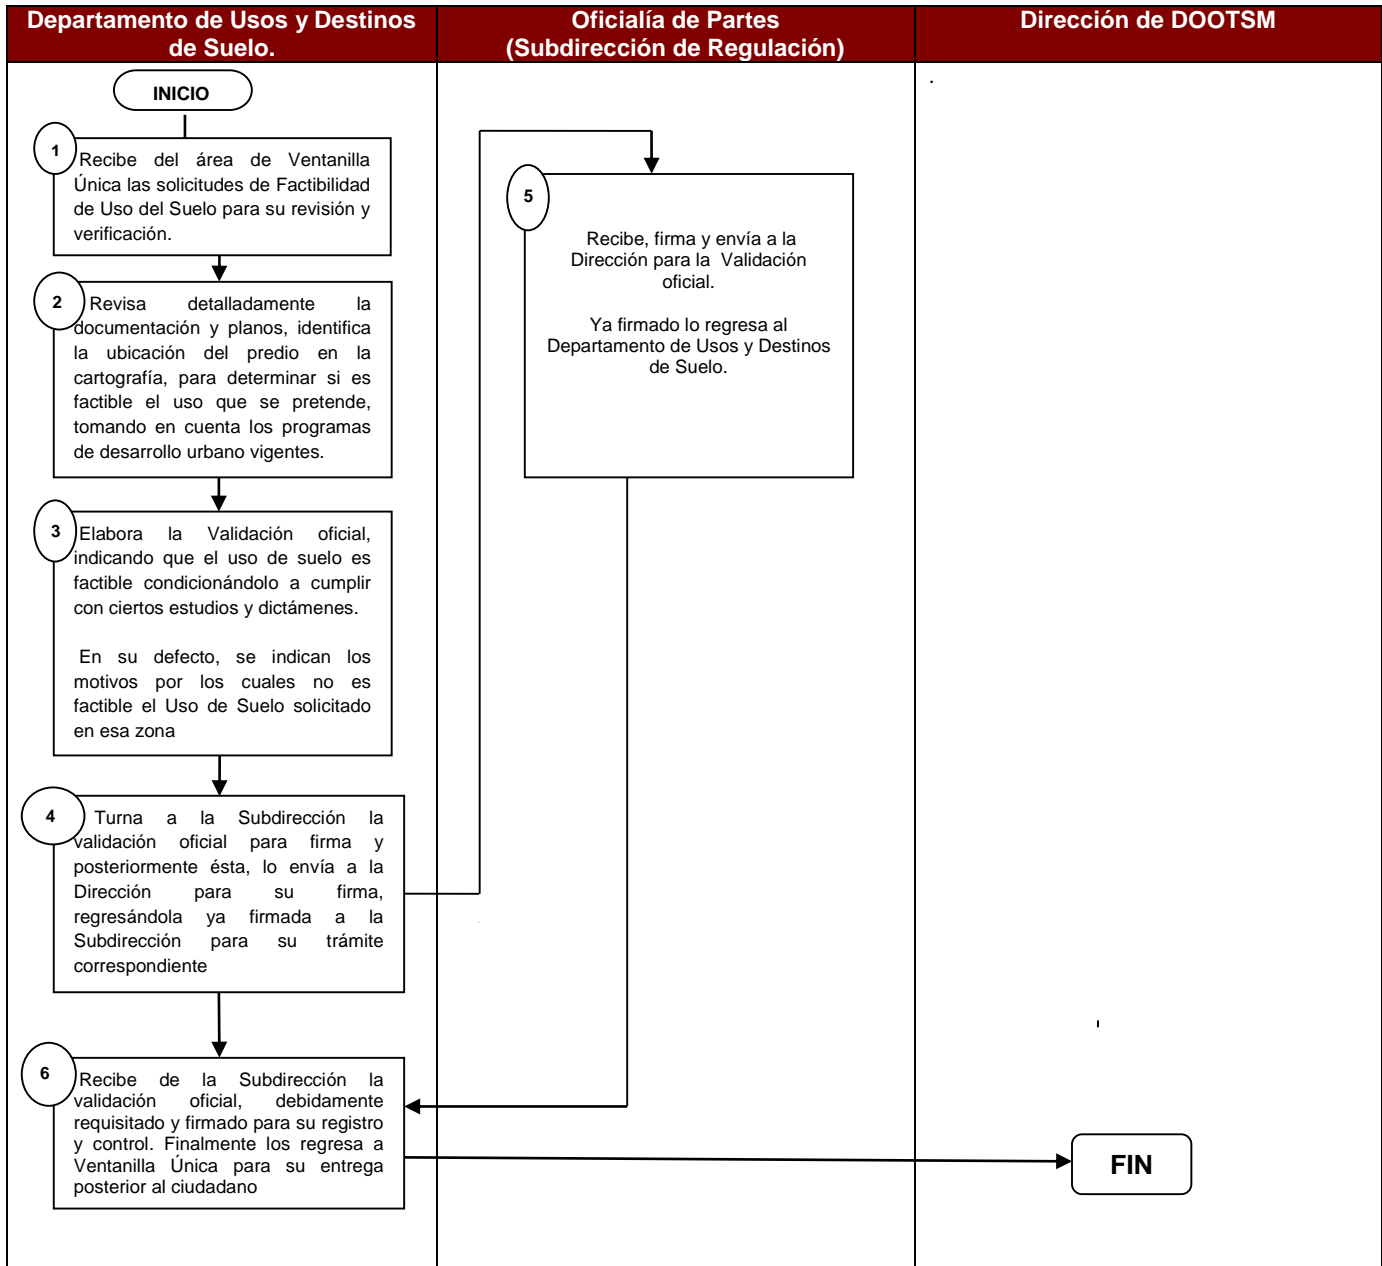 Departamento de Usos y Destinos
de Suelo.
Oficialía de Partes
(Subdirección de Regulación)
Dirección de DOOTSM
INICIO
1
Recibe del área de Ventanilla
Única las solicitudes de Factibilidad
de Uso del Suelo para su revisión y
verificación.
2
Revisa detalladamente la
documentación y planos, identifica
la ubicación del predio en la
cartografía, para determinar si es
factible el uso que se pretende,
tomando en cuenta los programas
de desarrollo urbano vigentes.
3
Elabora la Validación oficial,
indicando que el uso de suelo es
factible condicionándolo a cumplir
con ciertos estudios y dictámenes.
En su defecto, se indican los
motivos por los cuales no es
factible el Uso de Suelo solicitado
en esa zona
4
Turna a la Subdirección la
validación oficial para firma y
posteriormente ésta, lo envía a la
Dirección para su firma,
regresándola ya firmada a la
Subdirección para su trámite
correspondiente
5
Recibe, firma y envía a la
Dirección para la Validación
oficial.
Ya firmado lo regresa al
Departamento de Usos y Destinos
de Suelo.
6
Recibe de la Subdirección la
validación oficial, debidamente
requisitado y firmado para su registro
y control. Finalmente los regresa a
Ventanilla Única para su entrega
posterior al ciudadano
FIN